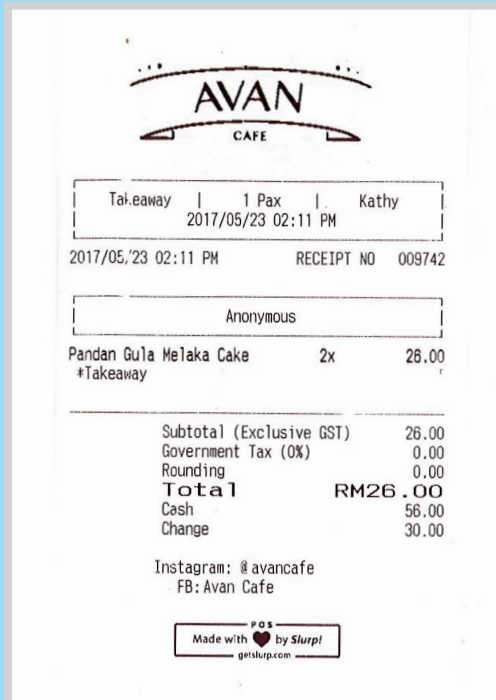 AVAN
CAFE
Takeaway | 1 Pax | Kathy
2017/05/23 02:11 PM
2017/05/23 02:11 PM RECEIPT NO 009742
Anonymous
Pandan Gula Melaka Cake 2x 26.00
*Takeaway
Subtotal (Exclusive GST) 26.00
Government Tax (0%) 0.00
Rounding 0.00
Total RM26.00
Cash 56.00
Change 30.00
Instagram: @avancafe
FB: Avan Cafe
POS
Made with ♥ by Slurp!
getslurp.com